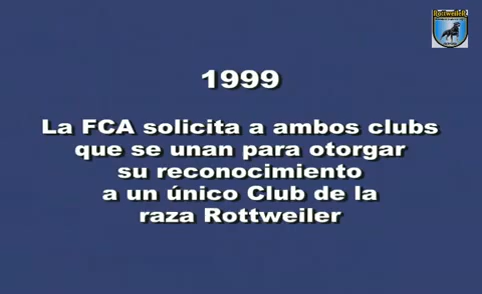 RottweileR
1999
La FCA solicita a ambos clubs
que se unan para otorgar
su reconocimiento
a un único Club de la
raza Rottweiler